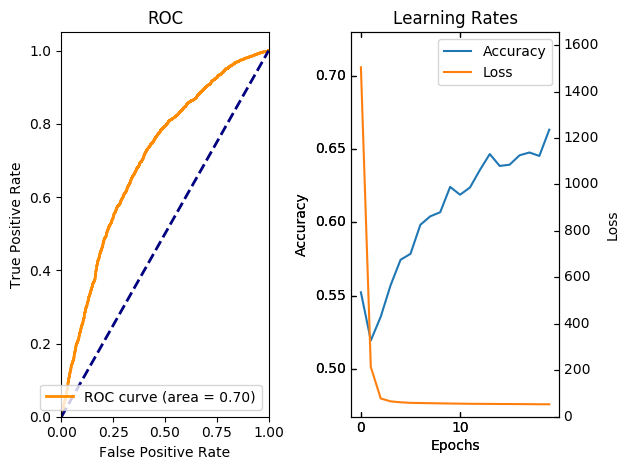 ROC
True Positive Rate
1.0
0.8
0.6
0.4
0.2
0.0
0.00 0.25 0.50 0.75 1.00
False Positive Rate
ROC curve (area = 0.70)
Learning Rates
Accuracy
Loss
Accuracy
0.70
0.65
0.60
0.55
0.50
0 10
Epochs
1600
1400
1200
1000
800
600
400
200
0
Loss